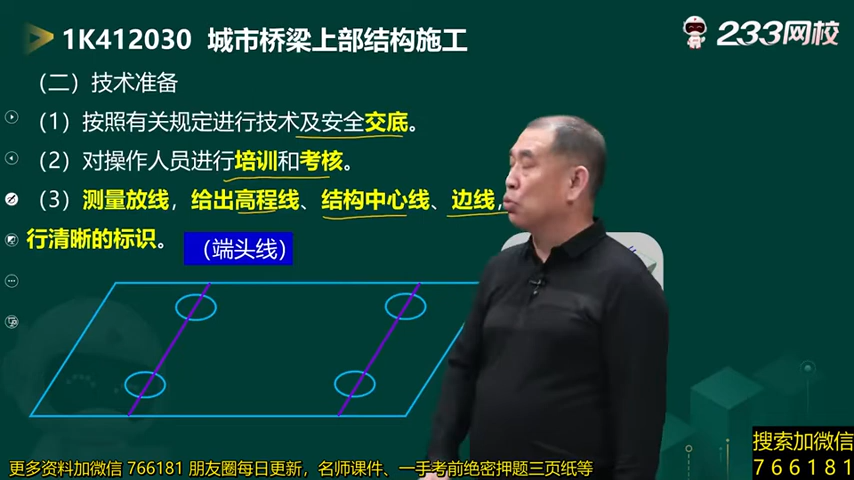 1K412030 城市桥梁上部结构施工
233网校
（二）技术准备
（1）按照有关规定进行技术及安全交底。
（2）对操作人员进行培训和考核。
（3）测量放线，给出高程线、结构中心线、边线，
行清晰的标识。
（端头线）
搜索加微信
766181
更多资料加微信 766181 朋友圈每日更新，名师课件、一手考前绝密押题三页纸等